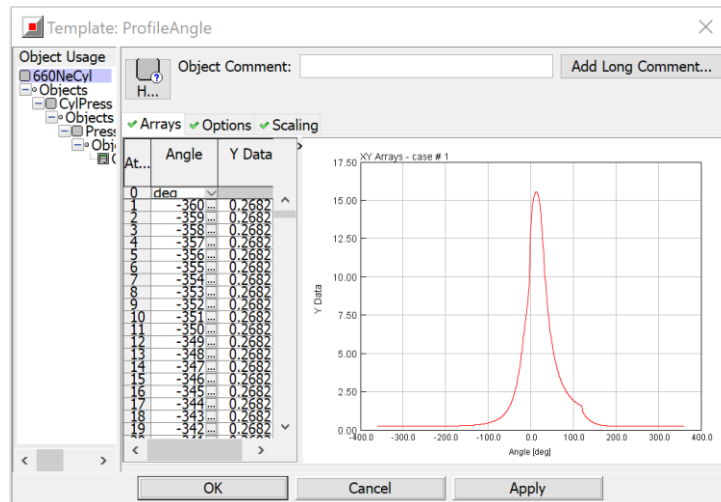 Template: ProfileAngle
Object Usage
660NeCyl
Objects
CylPress
Objects
Press
Obj
H...
Object Comment:
Add Long Comment...
Arrays
Options
Scaling
At... Angle Y Data
0 deg
1 -360 ... 0.2682
2 -359 ... 0.2682
3 -358 ... 0.2682
4 -357 ... 0.2682
5 -356 ... 0.2682
6 -355 ... 0.2682
7 -354 ... 0.2682
8 -353 ... 0.2682
9 -352 ... 0.2682
10 -351 ... 0.2682
11 -350 ... 0.2682
12 -349 ... 0.2682
13 -348 ... 0.2682
14 -347 ... 0.2682
15 -346 ... 0.2682
16 -345 ... 0.2682
17 -344 ... 0.2682
18 -343 ... 0.2682
19 -342 ... 0.2682
XY Arrays - case # 1
17.50
15.00
12.50
10.00
7.50
5.00
2.50
0.00
Y Data
-400.0 -300.0 -200.0 -100.0 0.0 100.0 200.0 300.0 400.0
Angle [deg]
OK
Cancel
Apply